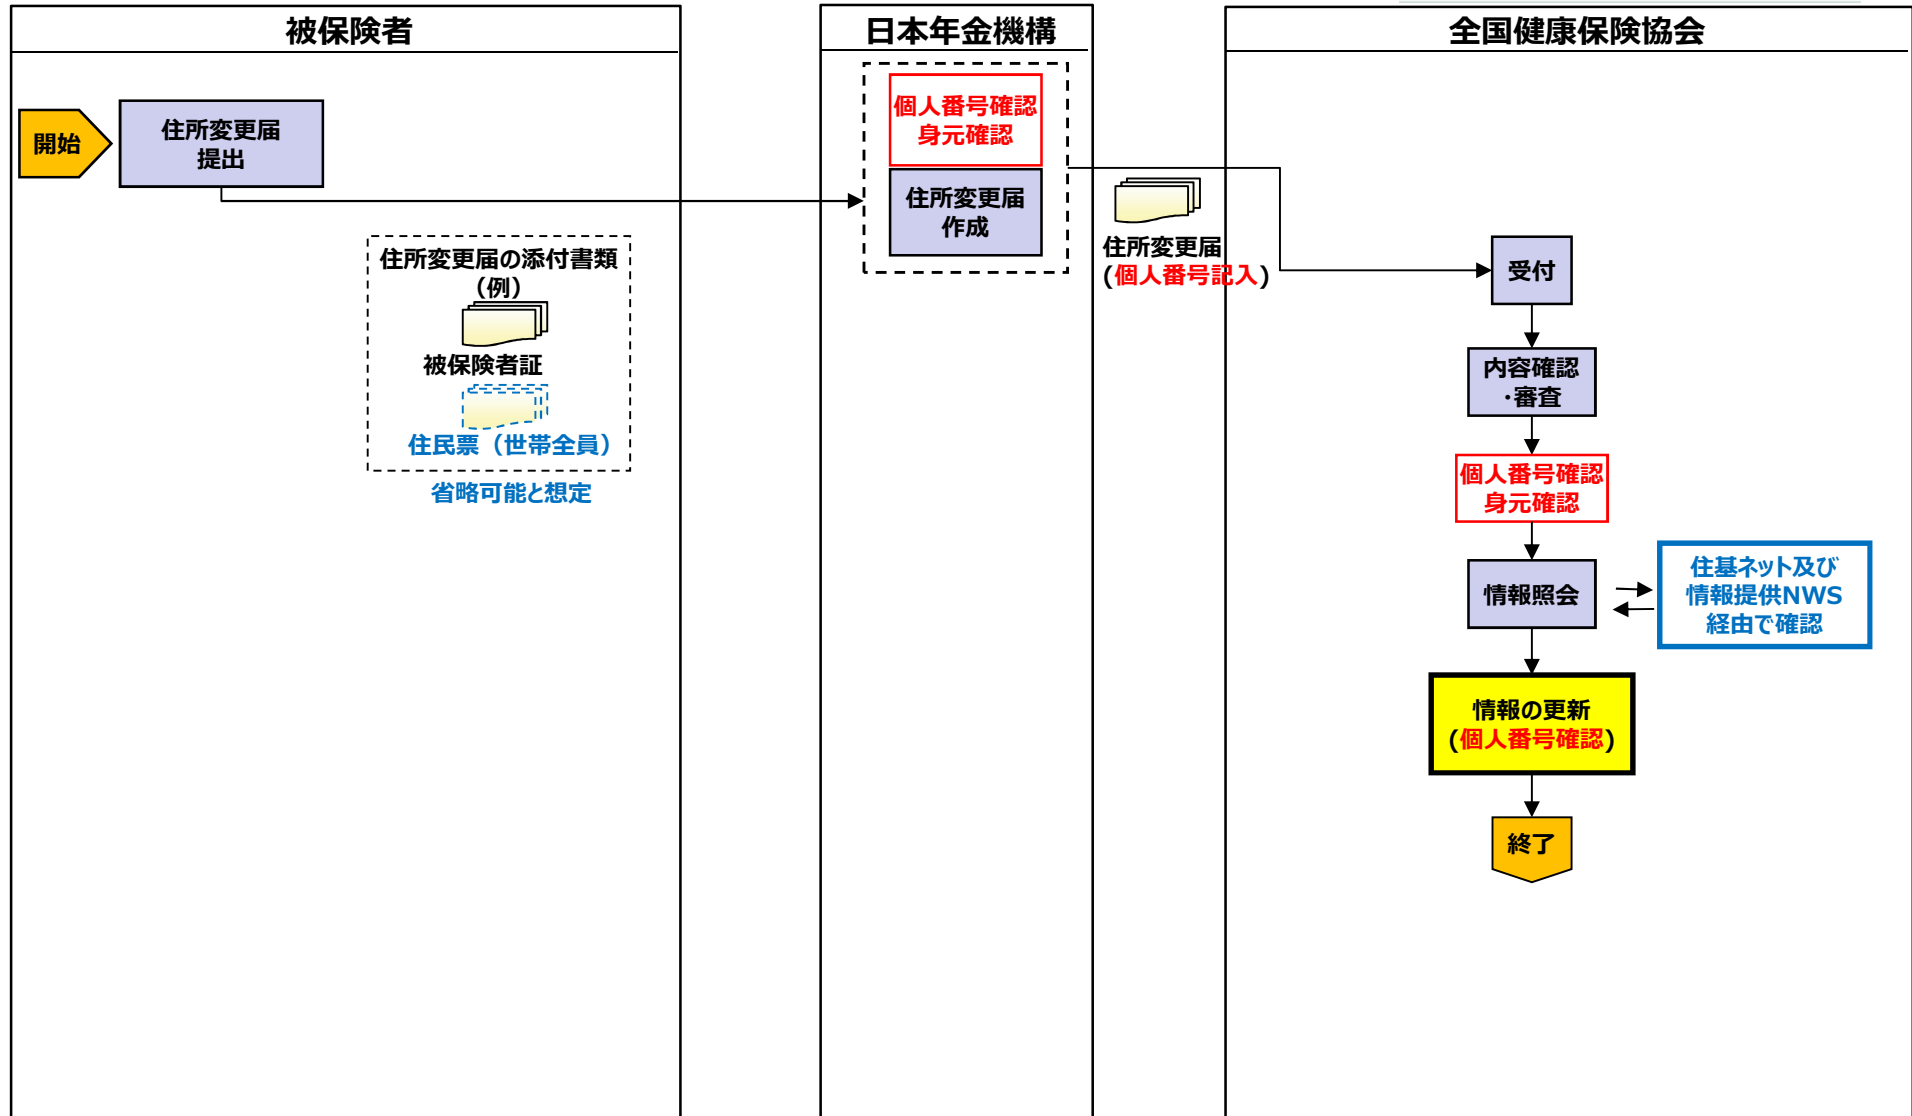 被保険者
日本年金機構
全国健康保険協会
開始
住所変更届
提出
住所変更届の添付書類
(例)
被保険者証
住民票（世帯全員）
省略可能と想定
個人番号確認
身元確認
住所変更届
作成
住所変更届
(個人番号記入)
受付
内容確認
・審査
個人番号確認
身元確認
情報照会
住基ネット及び
情報提供NWS
経由で確認
情報の更新
(個人番号確認)
終了